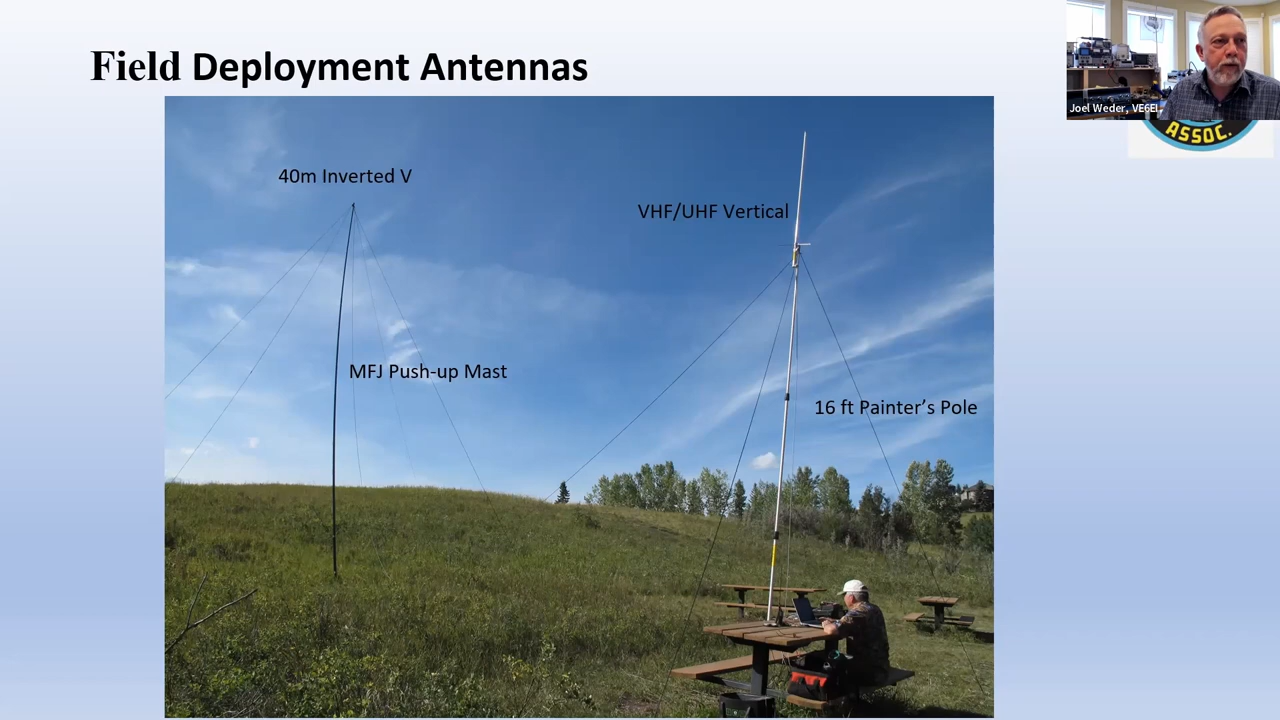 Field Deployment Antennas
Joel Weder, VE6EI
ASSOC.
40m Inverted V
VHF/UHF Vertical
MFJ Push-up Mast
16 ft Painter's Pole